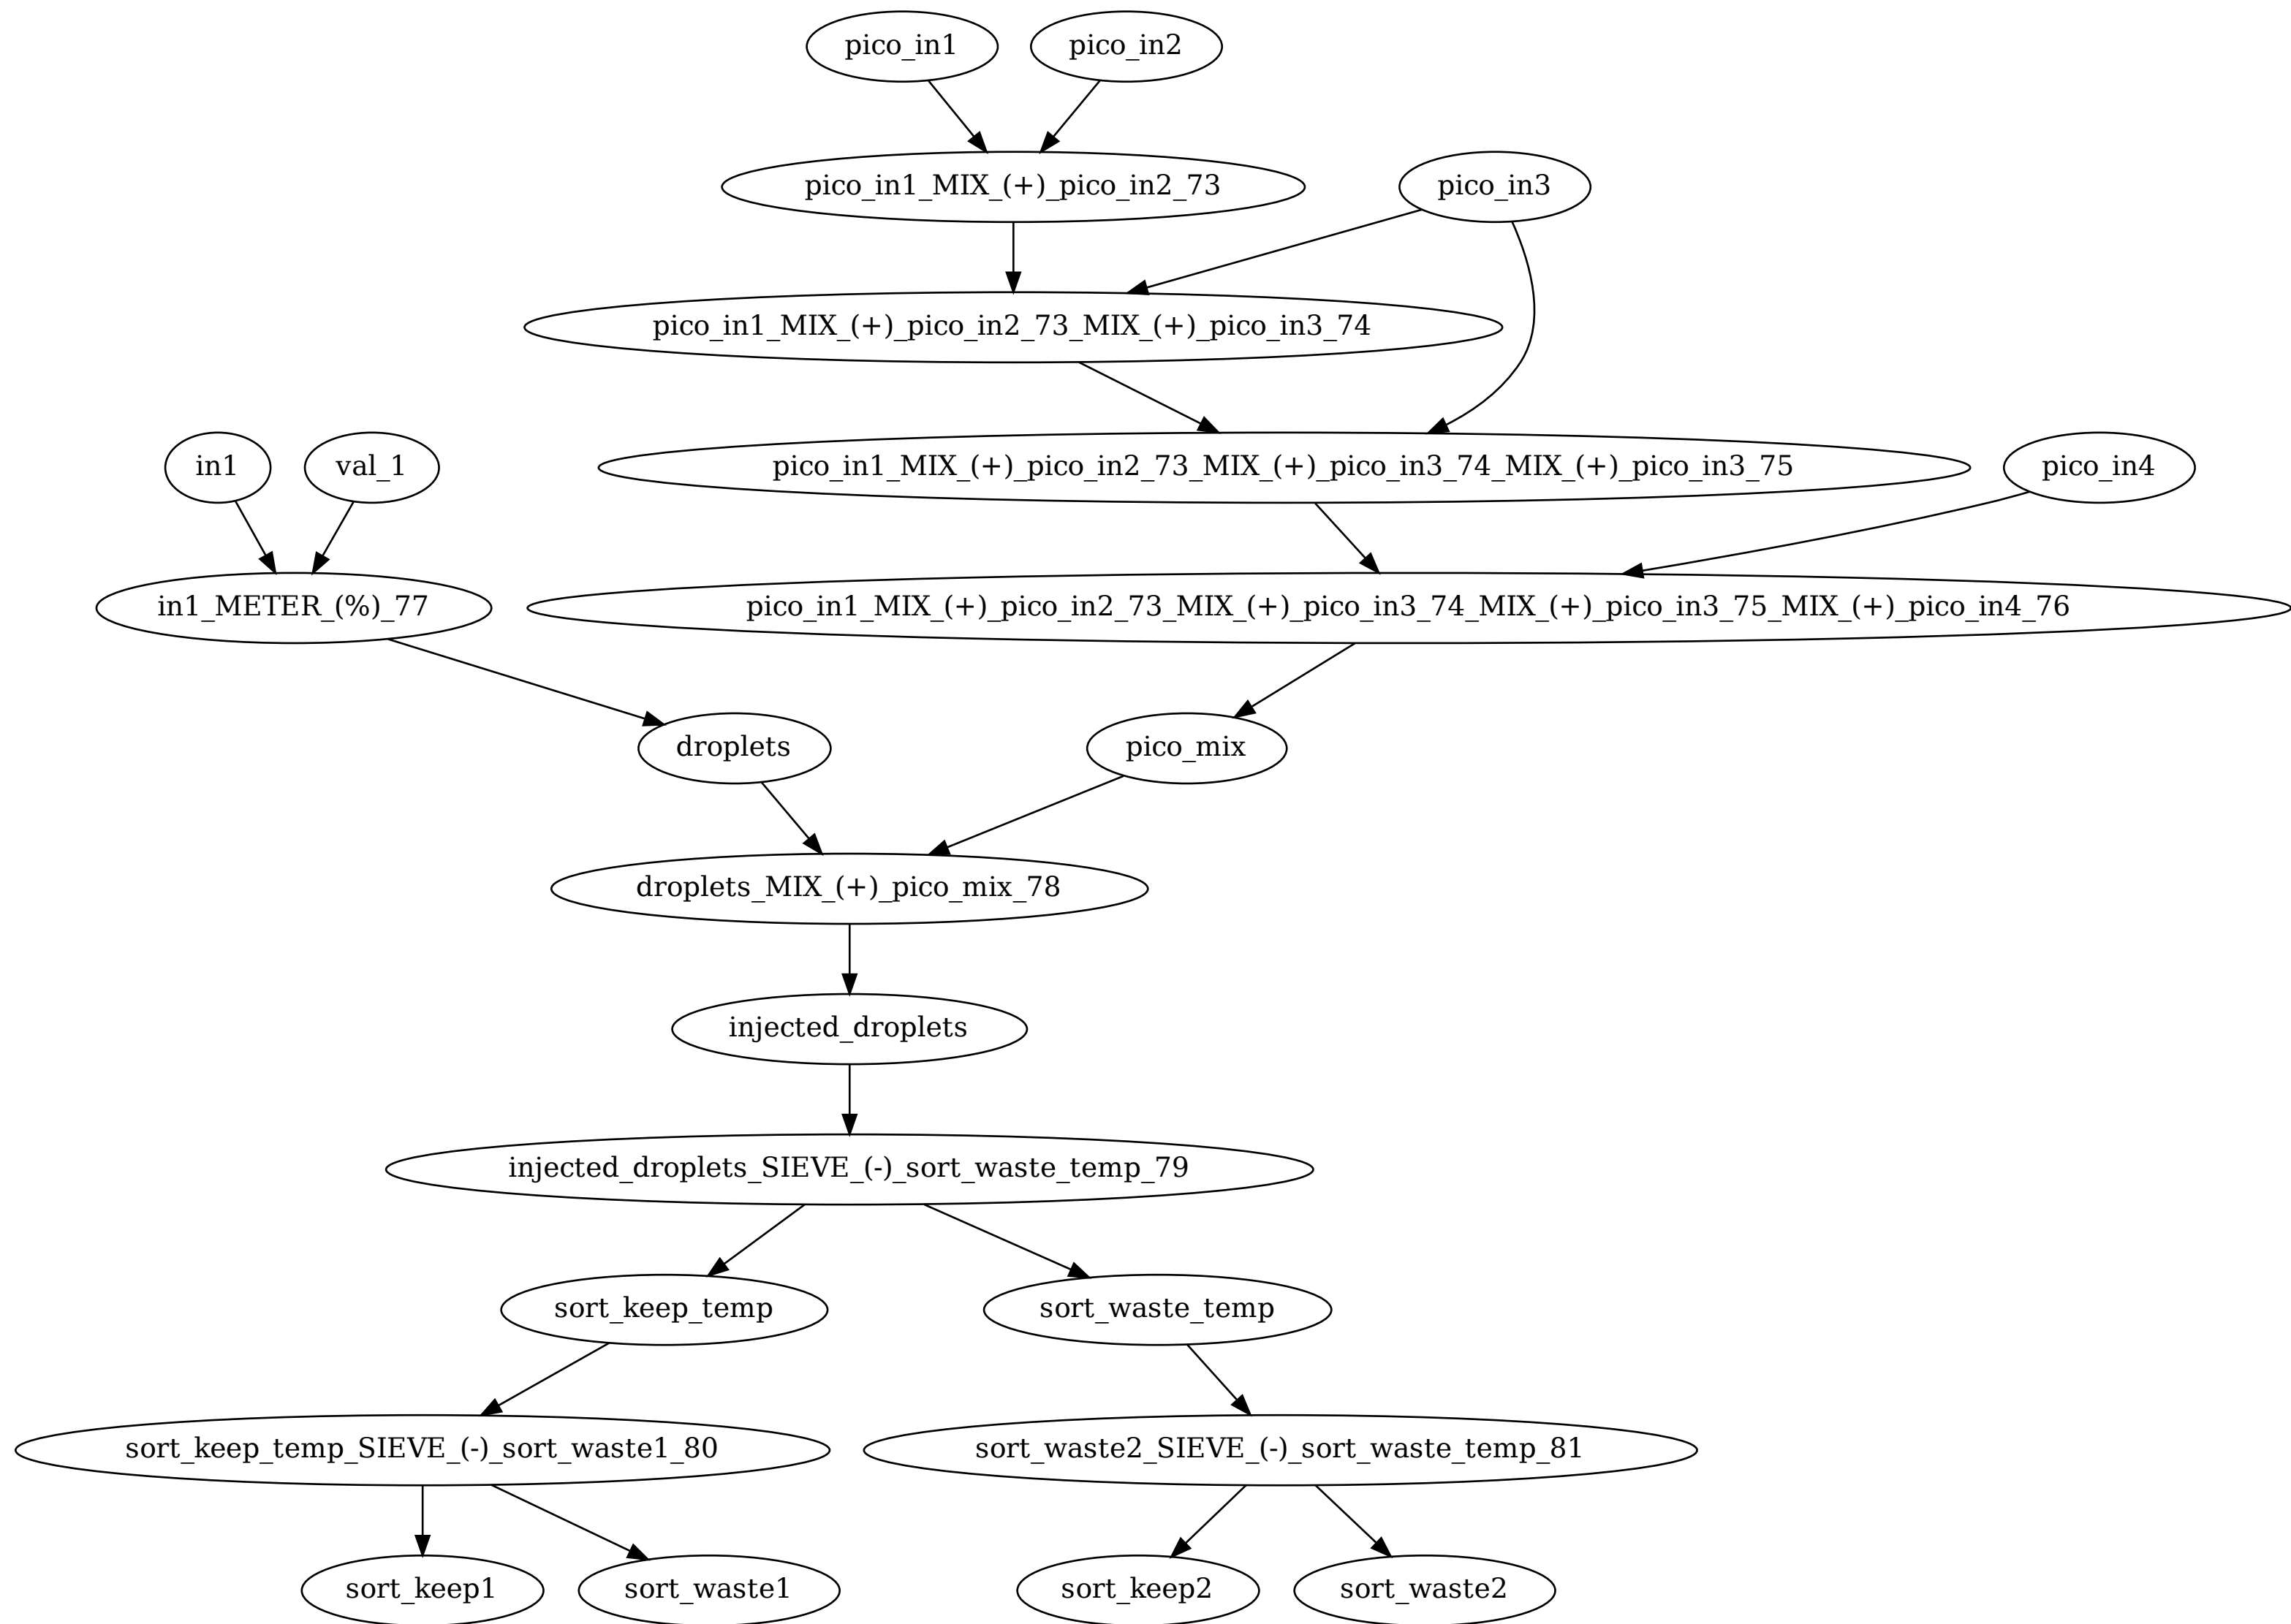 pico_in1
pico_in2
pico_in1_MIX_(+)_pico_in2_73
pico_in3
pico_in1_MIX_(+)_pico_in2_73_MIX_(+)_pico_in3_74
in1
val_1
pico_in1_MIX_(+)_pico_in2_73_MIX_(+)_pico_in3_74_MIX_(+)_pico_in3_75
pico_in4
in1_METER_(%)_77
pico_in1_MIX_(+)_pico_in2_73_MIX_(+)_pico_in3_74_MIX_(+)_pico_in3_75_MIX_(+)_pico_in4_76
droplets
pico_mix
droplets_MIX_(+)_pico_mix_78
injected_droplets
injected_droplets_SIEVE_(-)_sort_waste_temp_79
sort_keep_temp
sort_waste_temp
sort_keep_temp_SIEVE_(-)_sort_waste1_80
sort_waste2_SIEVE_(-)_sort_waste_temp_81
sort_keep1
sort_waste1
sort_keep2
sort_waste2